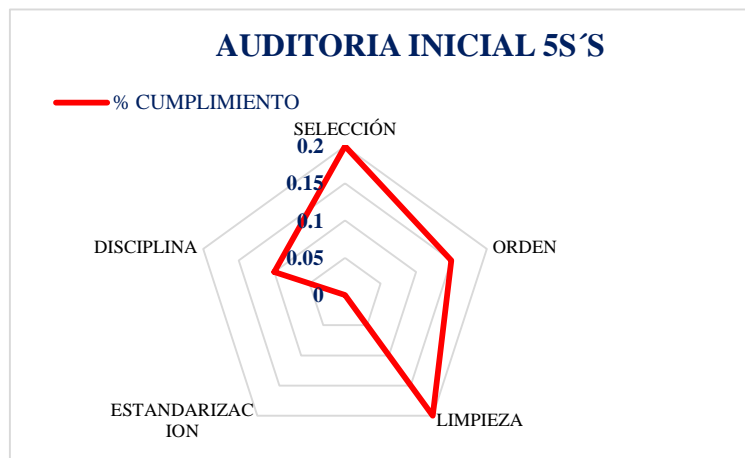 AUDITORIA INICIAL 5S´S
% CUMPLIMIENTO
SELECCIÓN
0.2
0.15
0.1
0.05
0
DISCIPLINA
ORDEN
ESTANDARIZAC
ION
LIMPIEZA